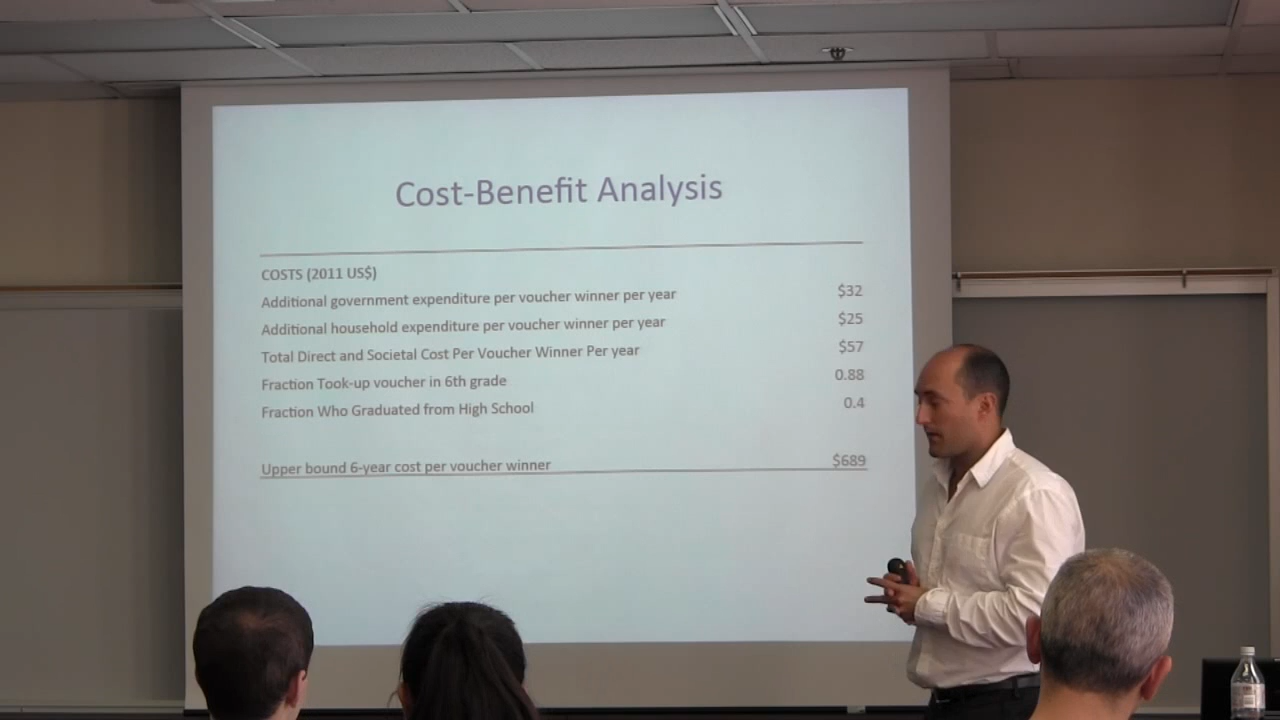 Cost-Benefit Analysis
COSTS (2011 US$)
Additional government expenditure per voucher winner per year $32
Additional household expenditure per voucher winner per year $25
Total Direct and Societal Cost Per Voucher Winner Per year $57
Fraction Took-up voucher in 6th grade 0.88
Fraction Who Graduated from High School 0.4
Upper bound 6-year cost per voucher winner $689